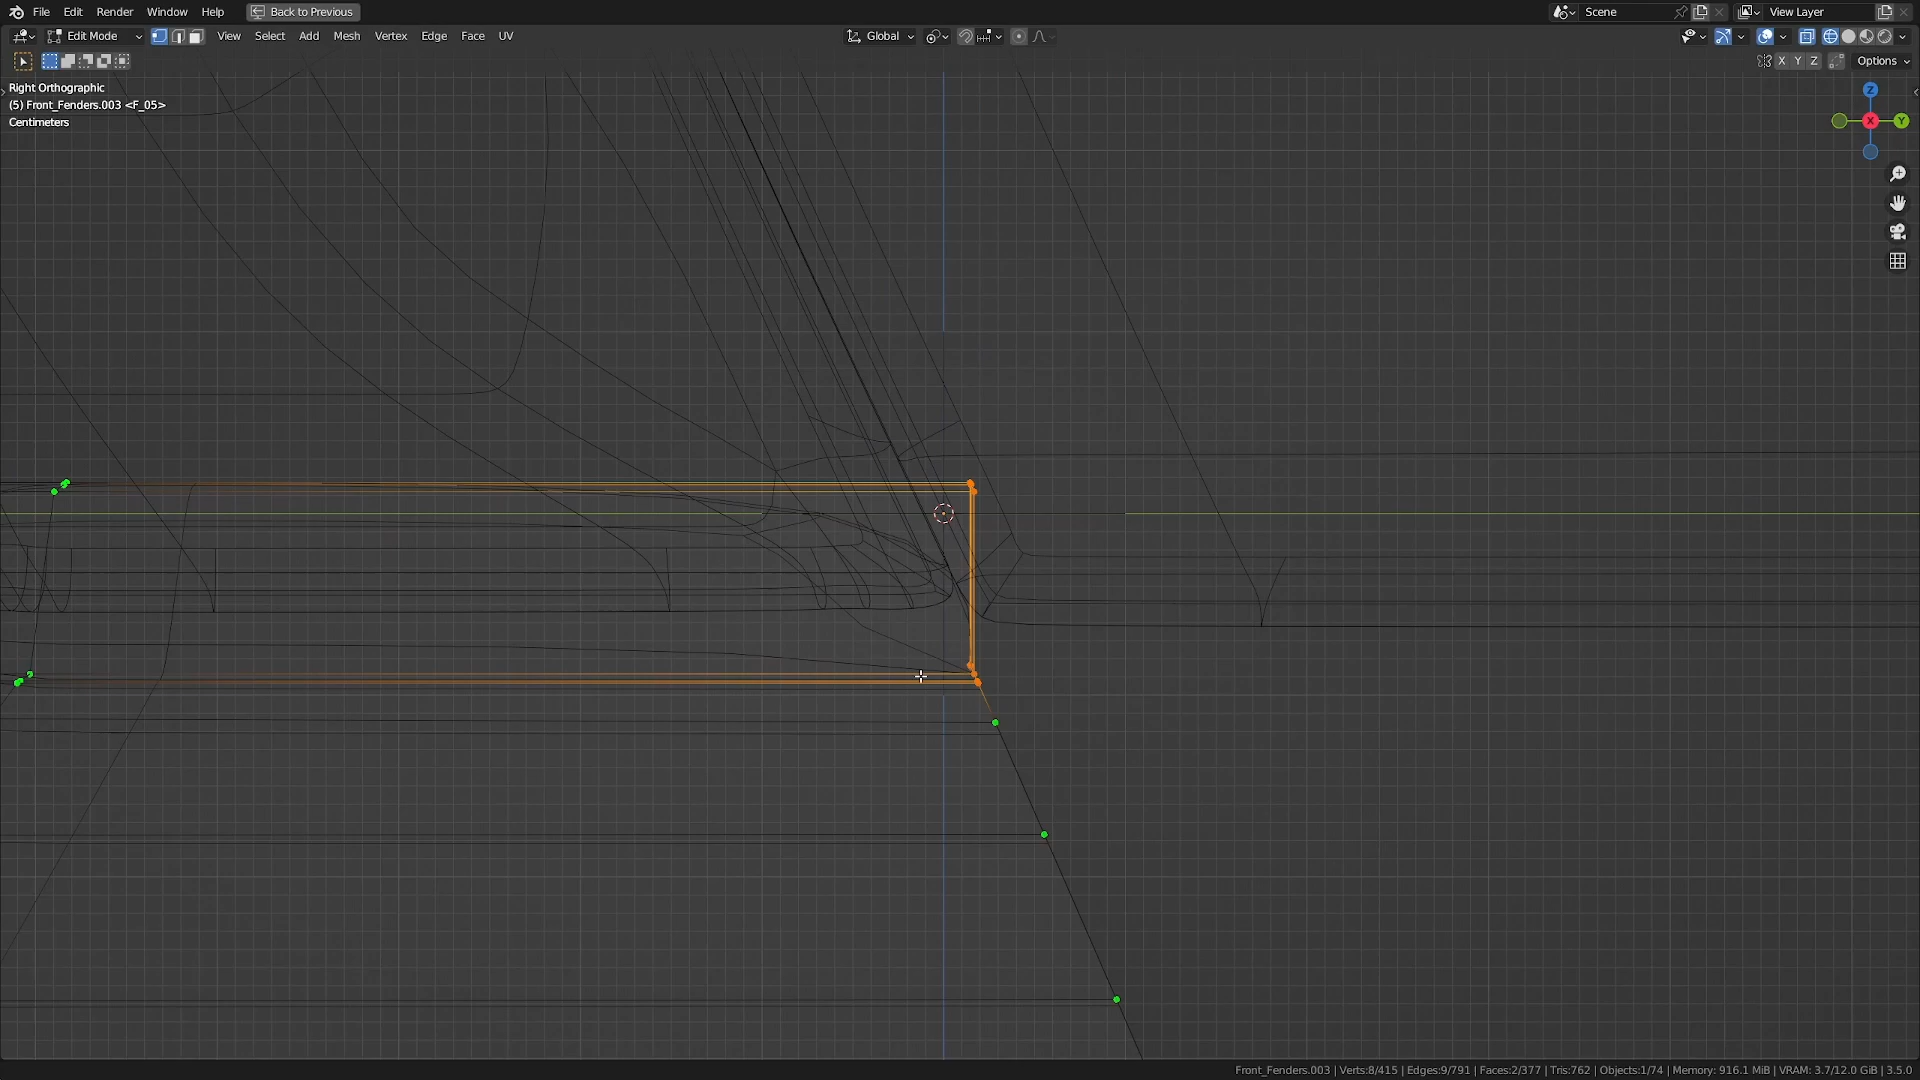 File Edit Render Window Help Back to Previous Scene View Layer
Edit Mode View Select Add Mesh Vertex Edge Face UV Global
X Y Z Options
Right Orthographic
(5) Front_Fenders.003 <F_05>
Centimeters
Z
X Y
Front_Fenders.003 | Verts:8/415 | Edges:9/791 | Faces:2/377 | Tris:762 | Objects:1/74 | Memory: 916.1 MiB | VRAM: 3.7/12.0 GiB | 3.5.0